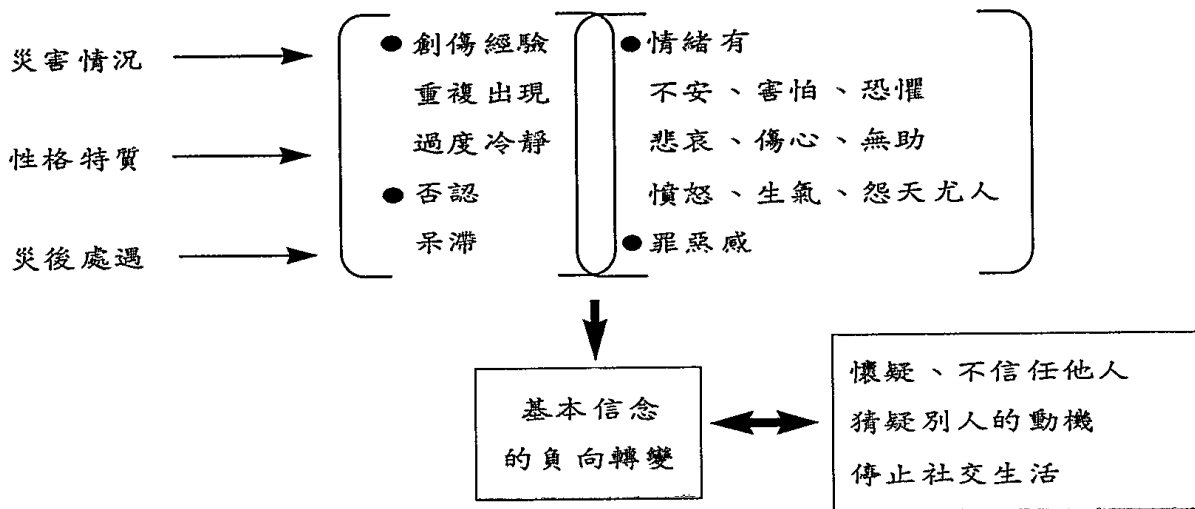 災害情況
性格特質
災後處遇
● 創傷經驗
重複出現
過度冷靜
● 否認
呆滯
● 情緒有
不安、害怕、恐懼
悲哀、傷心、無助
憤怒、生氣、怨天尤人
● 罪惡感
基本信念
的負向轉變
懷疑、不信任他人
猜疑別人的動機
停止社交生活